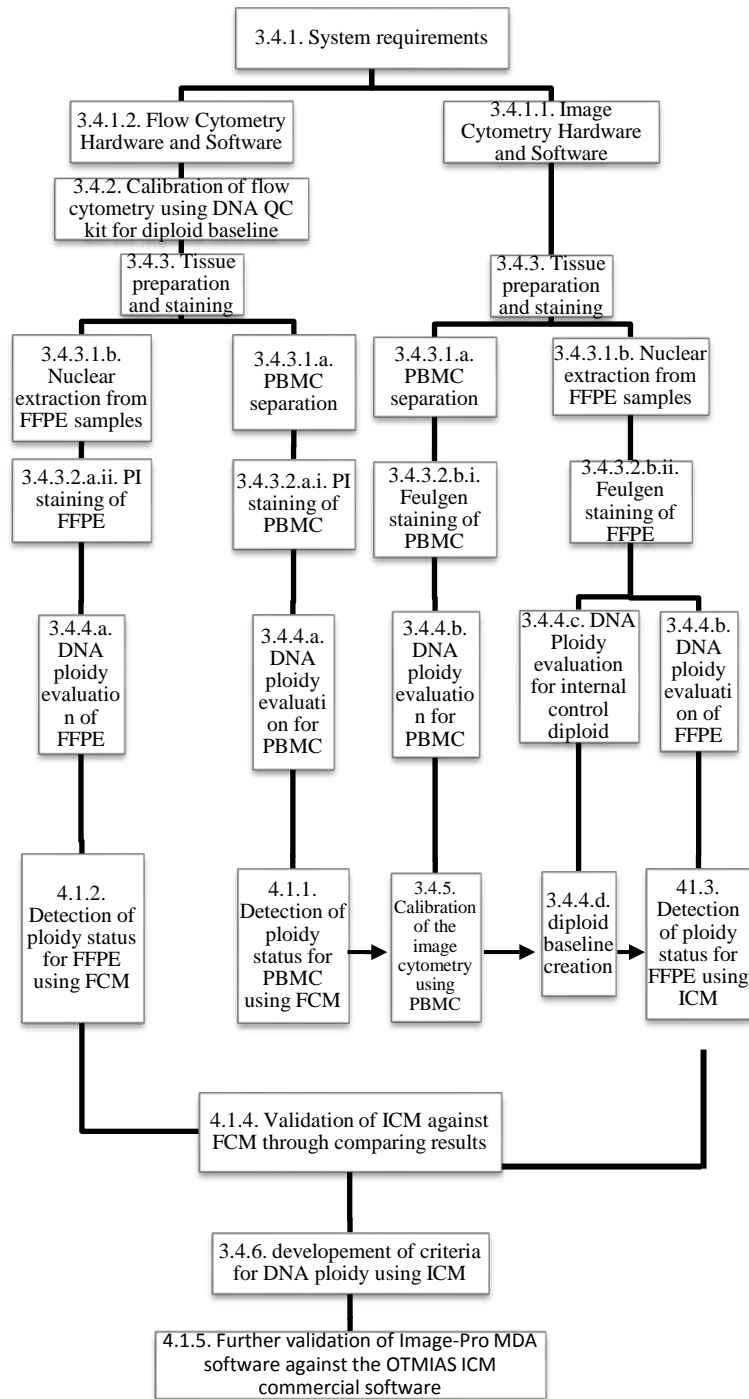 3.4.1. System requirements
3.4.1.2. Flow Cytometry
Hardware and Software
3.4.1.1. Image
Cytometry Hardware
and Software
3.4.2. Calibration of flow
cytometry using DNA QC
kit for diploid baseline
3.4.3. Tissue
preparation
and staining
3.4.3. Tissue
preparation
and staining
3.4.3.1.b.
Nuclear
extraction from
FFPE samples
3.4.3.1.a.
PBMC
separation
3.4.3.1.a.
PBMC
separation
3.4.3.1.b. Nuclear
extraction from
FFPE samples
3.4.3.2.a.ii. PI
staining of
FFPE
3.4.3.2.a.i. PI
staining of
PBMC
3.4.3.2.b.i.
Feulgen
staining of
PBMC
3.4.3.2.b.ii.
Feulgen
staining of
FFPE
3.4.4.a.
DNA
ploidy
evaluatio
n of
FFPE
3.4.4.a.
DNA
ploidy
evaluati
on for
PBMC
3.4.4.b.
DNA
ploidy
evaluatio
n for
PBMC
3.4.4.c. DNA
Ploidy
evaluation
for internal
control
diploid
3.4.4.b.
DNA
ploidy
evaluati
on of
FFPE
4.1.2.
Detection of
ploidy status
for FFPE
using FCM
4.1.1.
Detection of
ploidy
status for
PBMC
using FCM
3.4.5.
Calibration
of the
image
cytometry
using
PBMC
3.4.4.d.
diploid
baseline
creation
41.3.
Detection
of ploidy
status for
FFPE using
ICM
4.1.4. Validation of ICM against
FCM through comparing results
3.4.6. developement of criteria
for DNA ploidy using ICM
4.1.5. Further validation of Image-Pro MDA
software against the OTMIAS ICM
commercial software